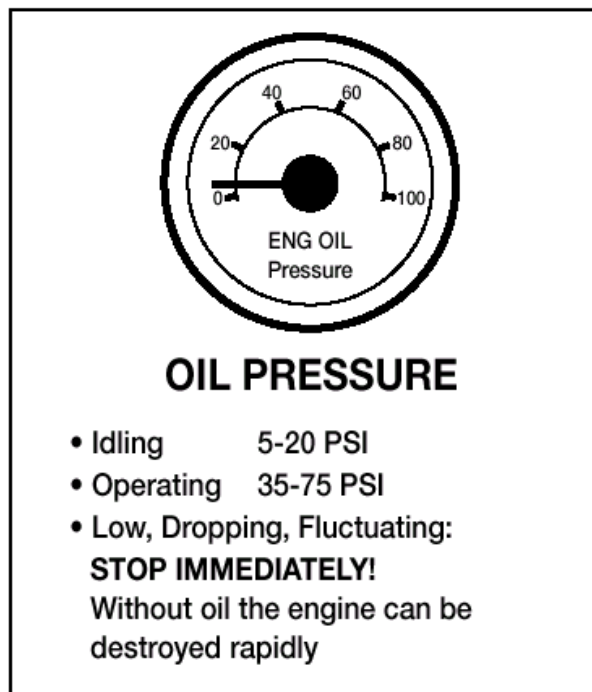 40 60
20 80
0 100
ENG OIL
Pressure
OIL PRESSURE
• Idling 5-20 PSI
• Operating 35-75 PSI
• Low, Dropping, Fluctuating:
STOP IMMEDIATELY!
Without oil the engine can be
destroyed rapidly